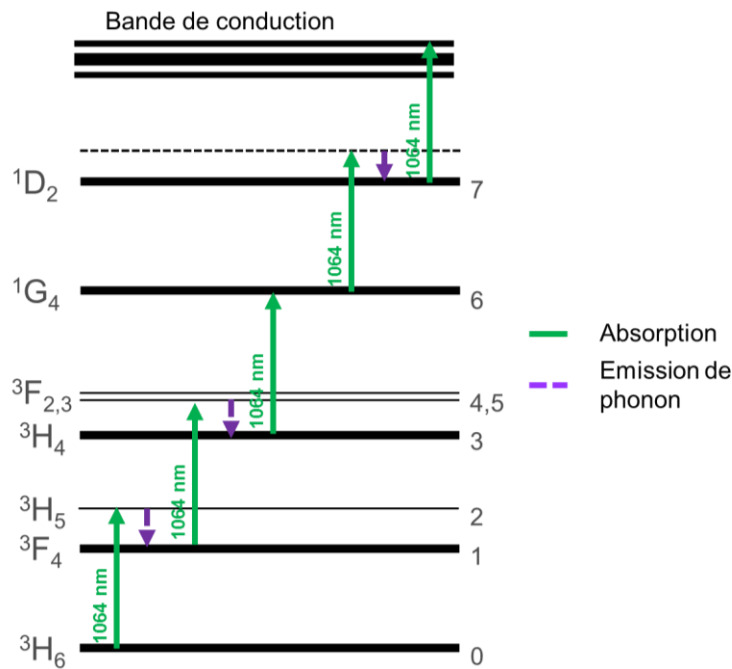 Bande de conduction
1064 nm
¹D₂
7
1064 nm
¹G₄
6
Absorption
Emission de
phonon
³F₂,₃
4,5
1064 nm
³H₄
3
1064 nm
³H₅
2
³F₄
1
1064 nm
³H₆
0